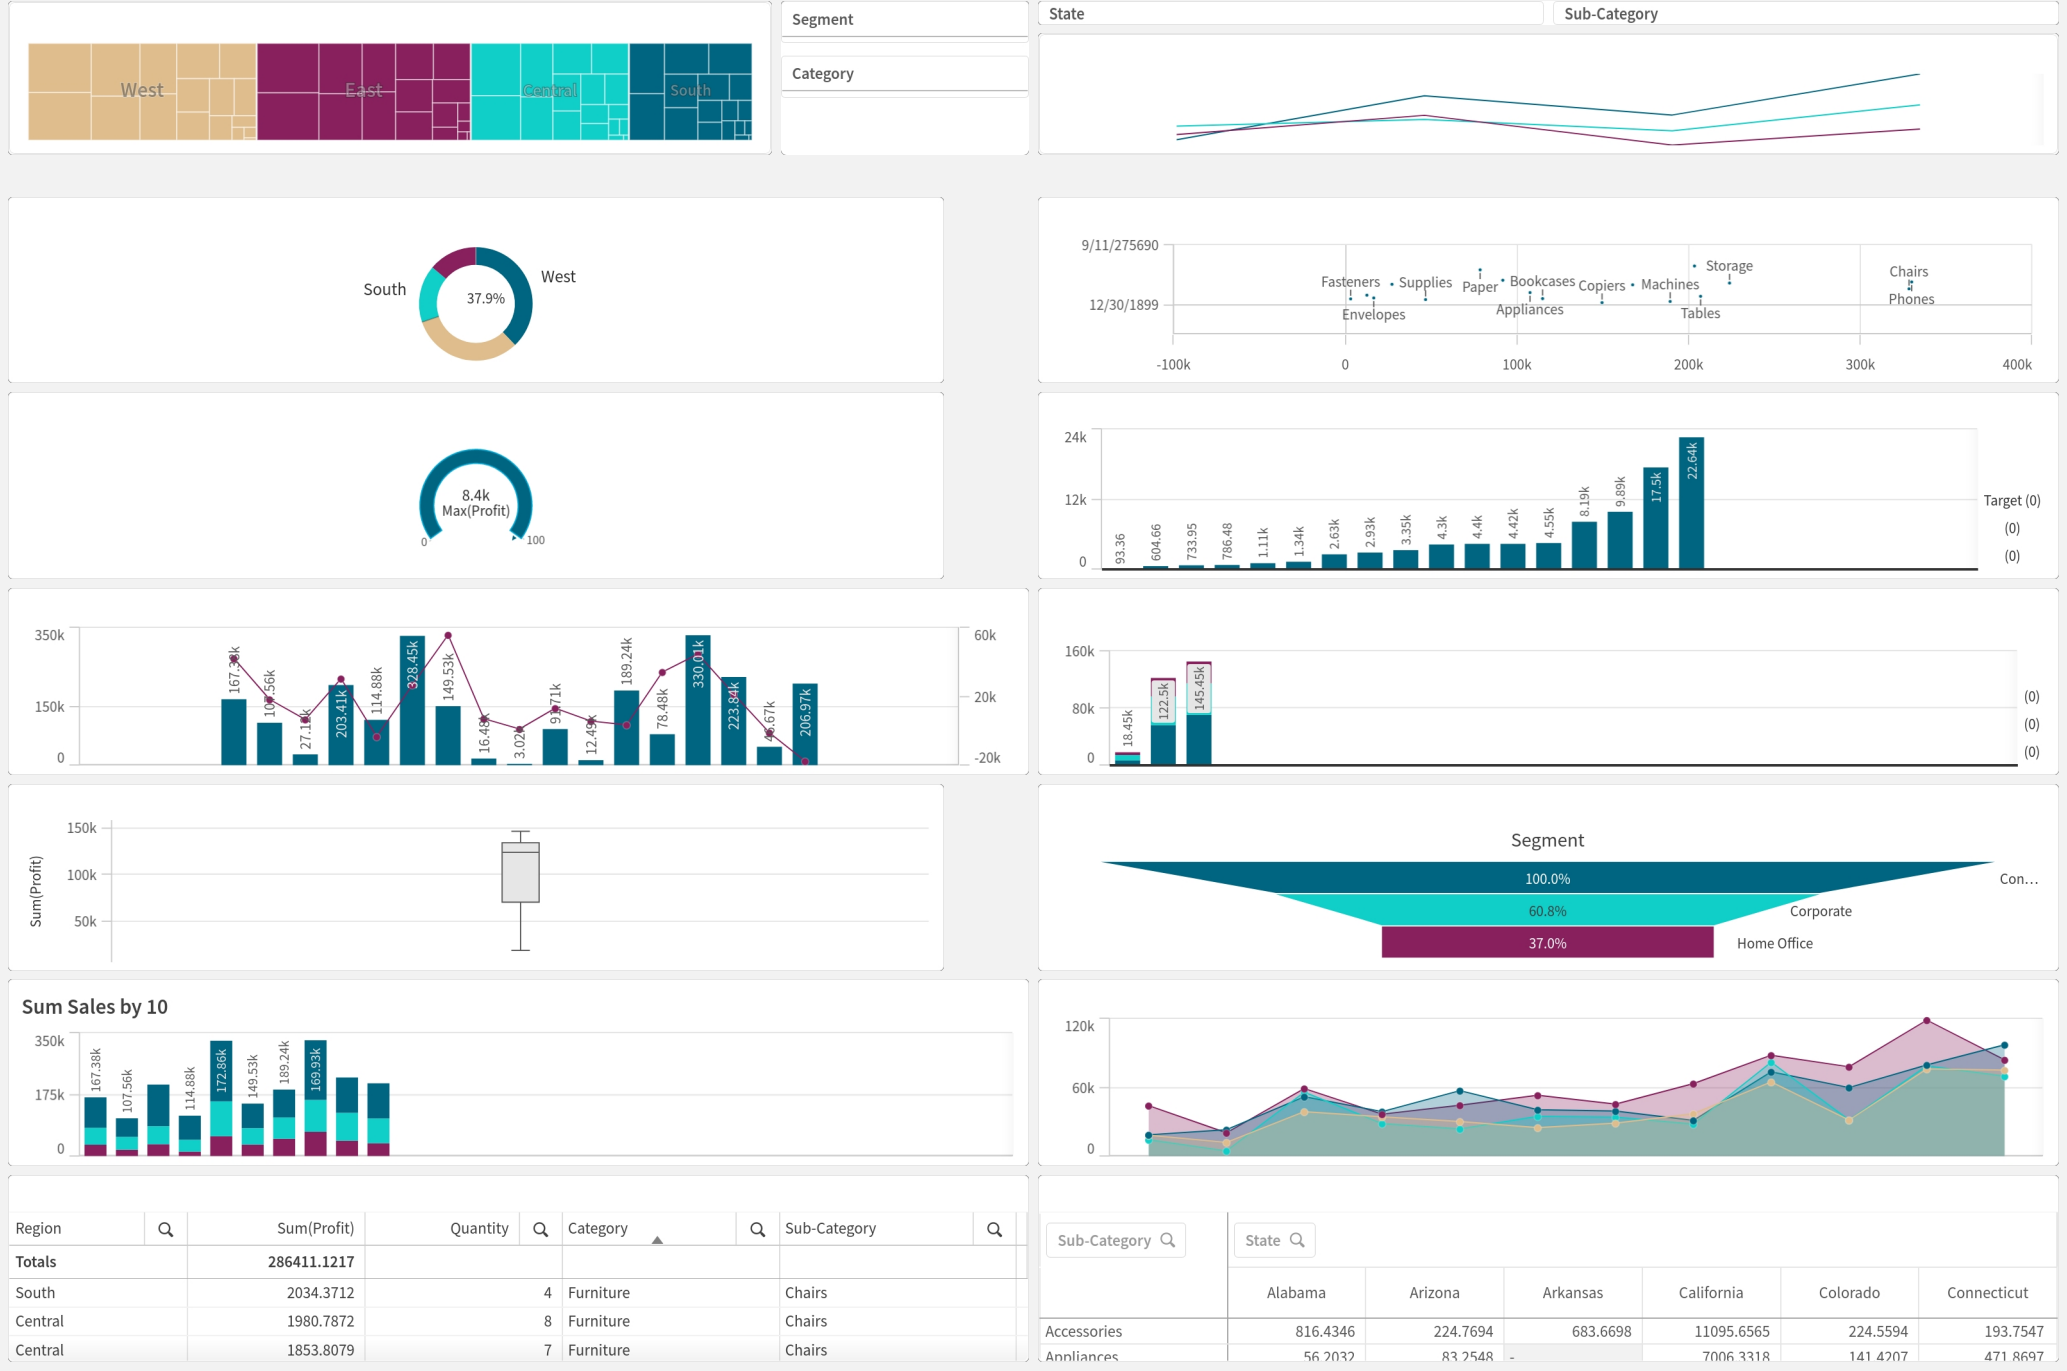 West
East
Central
South
Segment
Category
State
Sub-Category
South
West
37.9%
9/11/275690
12/30/1899
Fasteners
Supplies
Paper
Bookcases
Copiers
Machines
Storage
Chairs
Envelopes
Appliances
Tables
Phones
-100k
0
100k
200k
300k
400k
8.4k
Max(Profit)
0
100
24k
12k
0
93.36
604.66
733.95
786.48
1.11k
1.34k
2.63k
2.93k
3.35k
4.3k
4.4k
4.42k
4.55k
8.19k
9.89k
17.5k
22.64k
Target (0)
(0)
(0)
350k
150k
0
60k
20k
-20k
203.41k
114.88k
328.45k
149.53k
189.24k
78.48k
330.01k
223.84k
206.97k
160k
80k
0
18.45k
122.5k
145.45k
(0)
(0)
(0)
Sum(Profit)
150k
100k
50k
Segment
100.0%
Con...
60.8%
Corporate
37.0%
Home Office
Sum Sales by 10
350k
175k
0
167.38k
107.56k
114.88k
172.86k
149.53k
189.24k
169.93k
120k
60k
0
Region Sum(Profit) Quantity Category Sub-Category
Totals 286411.1217
South 2034.3712 4 Furniture Chairs
Central 1980.7872 8 Furniture Chairs
Central 1853.8079 7 Furniture Chairs
Sub-Category State
Alabama Arizona Arkansas California Colorado Connecticut
Accessories 816.4346 224.7694 683.6698 11095.6565 224.5594 193.7547
Appliances 56.2032 83.2548 - 7006.3318 141.4207 471.8697